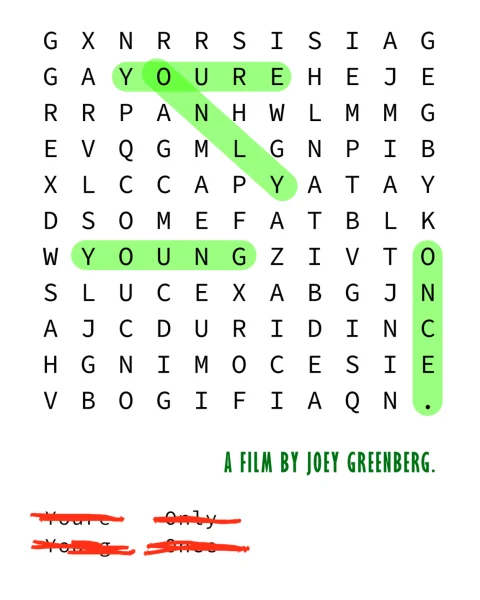 G X N R R S I S I A G
G A Y O U R E H E J E
R R P A N H W L M M G
E V Q G M L G N P I B
X L C C A P Y A T A Y
D S O M E F A T B L K
W Y O U N G Z I V T O
S L U C E X A B G J N
A J C D U R I D I N C
H G N I M O C E S I E
V B O G I F I A Q N .
A FILM BY JOEY GREENBERG.
Youre Only
Young Once